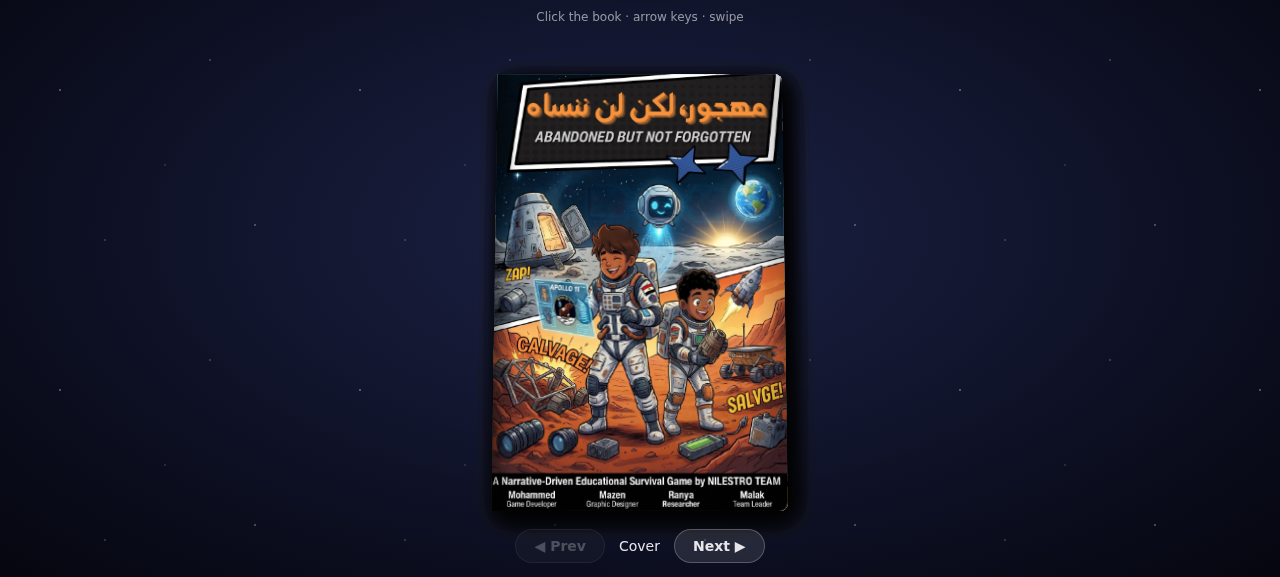 Click the book · arrow keys · swipe
مهجور، لكن لن ننساه
ABANDONED BUT NOT FORGOTTEN
ZAP!
APOLLO 11
CALVAGE!
SALVGE!
A Narrative-Driven Educational Survival Game by NILESTRO TEAM
Mohammed Mazen Ranya Malak
Game Developer Graphic Designer Researcher Team Leader
◀ Prev Cover Next ▶